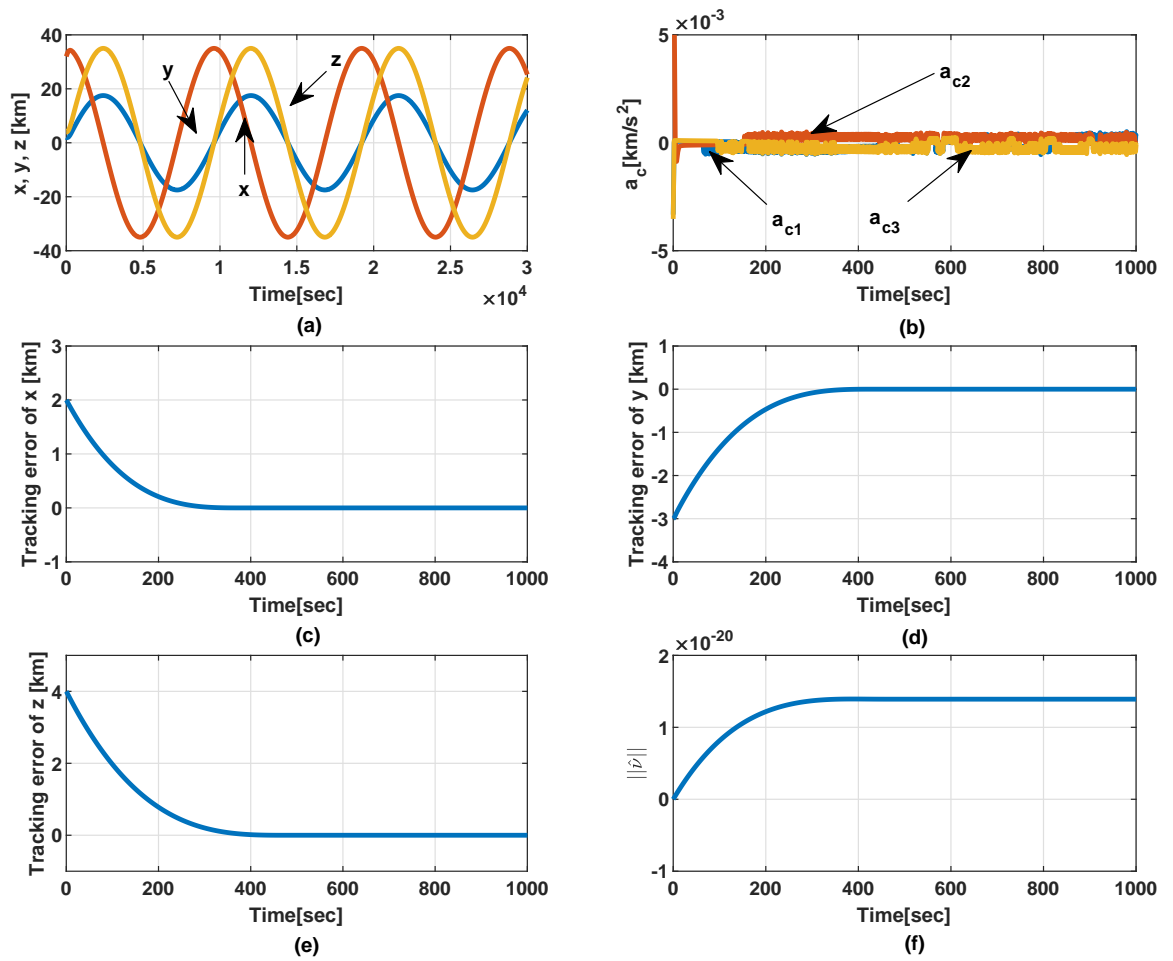 40
20
0
-20
-40
x, y, z [km]
y
z
x
0 0.5 1 1.5 2 2.5 3
Time[sec]
×10^4
(a)
×10^-3
5
0
-5
a_c[km/s^2]
a_c2
a_c1
a_c3
0 200 400 600 800 1000
Time[sec]
(b)
3
2
1
0
-1
Tracking error of x [km]
0 200 400 600 800 1000
Time[sec]
(c)
1
0
-1
-2
-3
-4
Tracking error of y [km]
0 200 400 600 800 1000
Time[sec]
(d)
4
2
0
Tracking error of z [km]
0 200 400 600 800 1000
Time[sec]
(e)
×10^-20
2
1
0
-1
||ν̂||
0 200 400 600 800 1000
Time[sec]
(f)